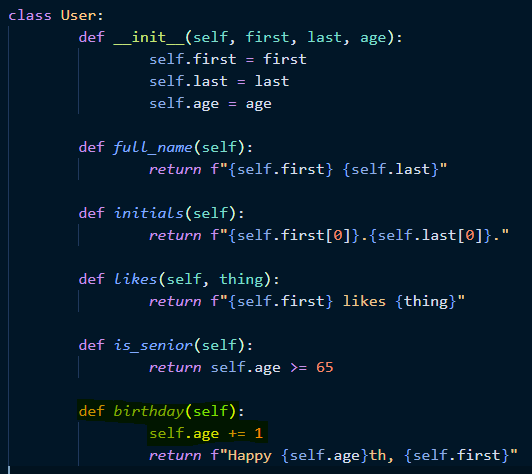 class User:
def __init__(self, first, last, age):
self.first = first
self.last = last
self.age = age
def full_name(self):
return f"{self.first} {self.last}"
def initials(self):
return f"{self.first[0]}.{self.last[0]}."
def likes(self, thing):
return f"{self.first} likes {thing}"
def is_senior(self):
return self.age >= 65
def birthday(self):
self.age += 1
return f"Happy {self.age}th, {self.first}"